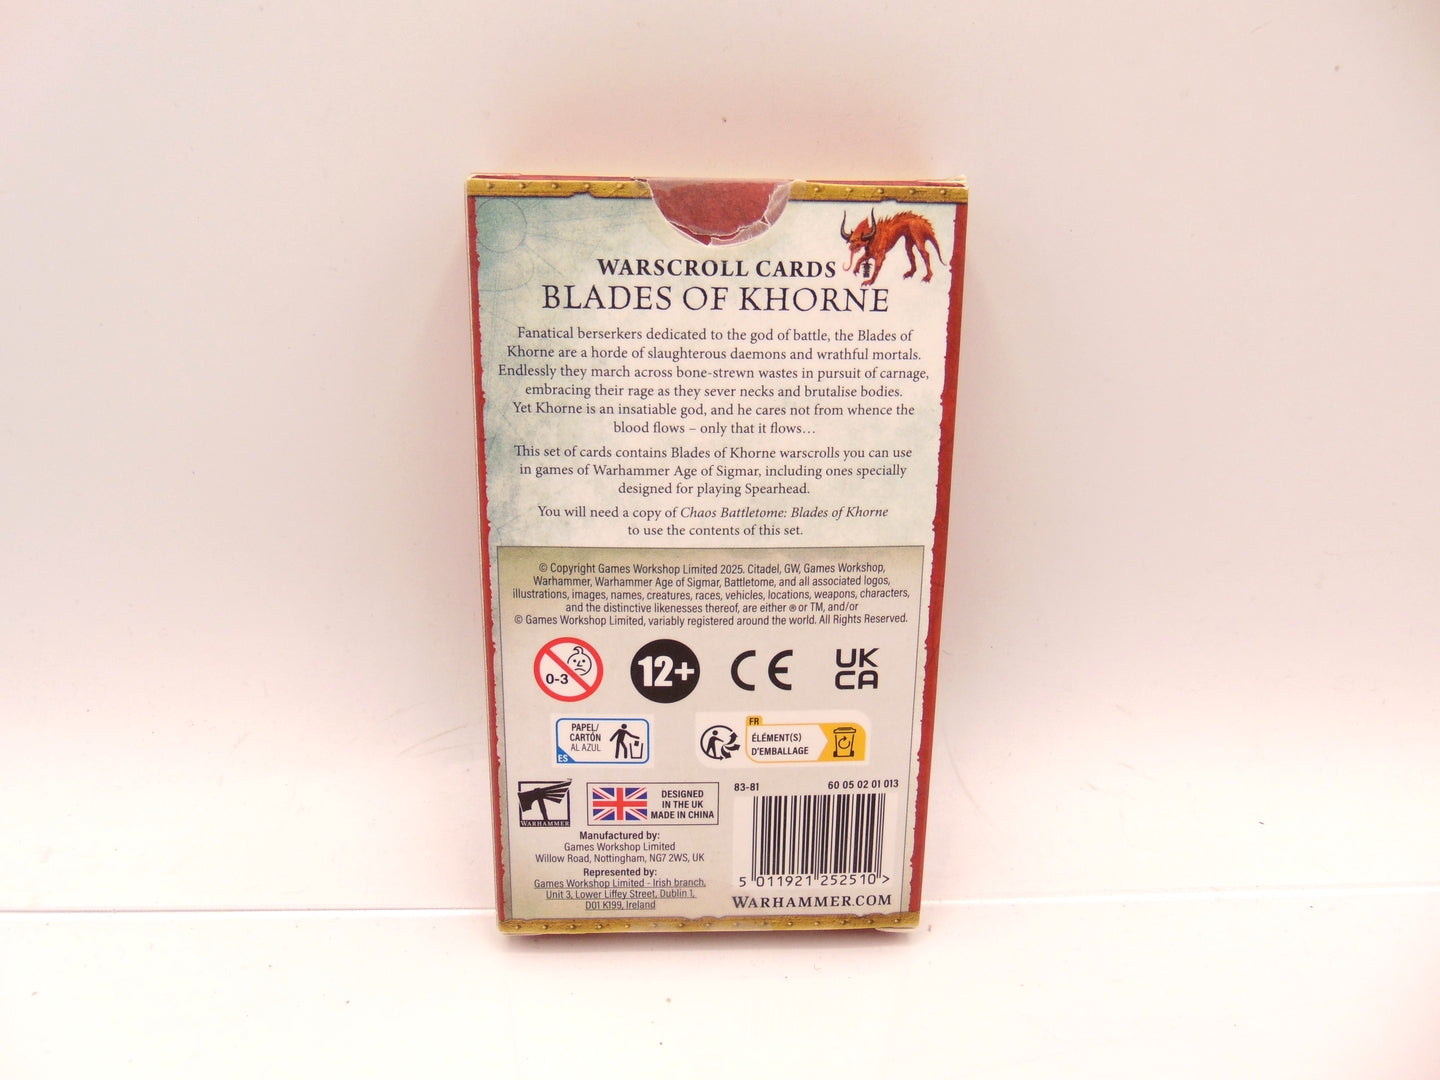 WARSCROLL CARDS
BLADES OF KHORNE
Fanatical berserkers dedicated to the god of battle, the Blades of
Khorne are a horde of slaughterous daemons and wrathful mortals.
Endlessly they march across bone-strewn wastes in pursuit of carnage,
embracing their rage as they sever necks and brutalise bodies.
Yet Khorne is an insatiable god, and he cares not from whence the
blood flows – only that it flows…
This set of cards contains Blades of Khorne warscrolls you can use
in games of Warhammer Age of Sigmar, including ones specially
designed for playing Spearhead.
You will need a copy of Chaos Battletome: Blades of Khorne
to use the contents of this set.
© Copyright Games Workshop Limited 2025. Citadel, GW, Games Workshop,
Warhammer, Warhammer Age of Sigmar, Battletome, and all associated logos,
illustrations, images, names, creatures, races, vehicles, locations, weapons, characters,
and the distinctive likenesses thereof, are either ® or TM, and/or
© Games Workshop Limited, variably registered around the world. All Rights Reserved.
0-3
12+
CE
UK
CA
PAPEL/
CARTÓN
AL AZUL
ES
FR
ÉLÉMENT(S)
D'EMBALLAGE
WARHAMMER
TM
DESIGNED
IN THE UK
MADE IN CHINA
83-81
60 05 02 01 013
Manufactured by:
Games Workshop Limited
Willow Road, Nottingham, NG7 2WS, UK
Represented by:
Games Workshop Limited - Irish branch,
Unit 3, Lower Liffey Street, Dublin 1,
D01 K199, Ireland
5 011921 252510 >
WARHAMMER.COM